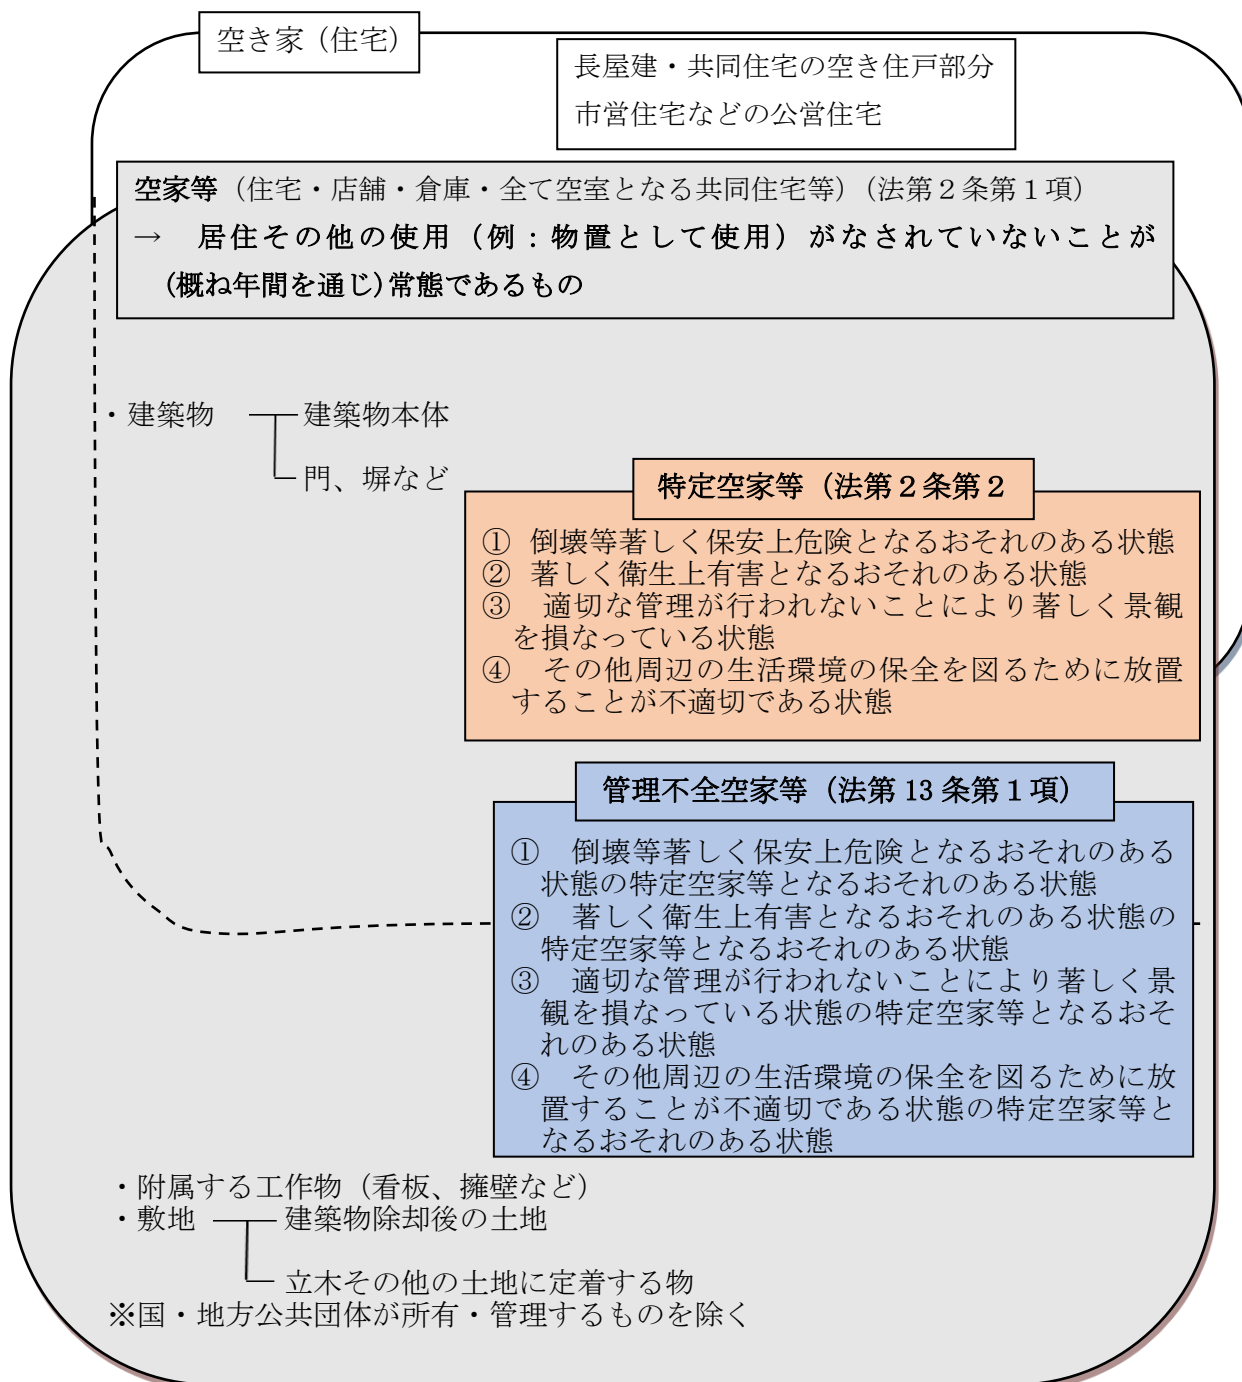 空き家（住宅）
長屋建・共同住宅の空き住戸部分
市営住宅などの公営住宅
空家等（住宅・店舗・倉庫・全て空室となる共同住宅等）（法第２条第１項）
→　居住その他の使用（例：物置として使用）がなされていないことが
(概ね年間を通じ)常態であるもの
・建築物　建築物本体
門、塀など
特定空家等（法第２条第２
①　倒壊等著しく保安上危険となるおそれのある状態
②　著しく衛生上有害となるおそれのある状態
③　適切な管理が行われないことにより著しく景観
を損なっている状態
④　その他周辺の生活環境の保全を図るために放置
することが不適切である状態
管理不全空家等（法第 13 条第１項）
①　倒壊等著しく保安上危険となるおそれのある
状態の特定空家等となるおそれのある状態
②　著しく衛生上有害となるおそれのある状態の
特定空家等となるおそれのある状態
③　適切な管理が行われないことにより著しく景
観を損なっている状態の特定空家等となるおそ
れのある状態
④　その他周辺の生活環境の保全を図るために放
置することが不適切である状態の特定空家等と
なるおそれのある状態
・附属する工作物（看板、擁壁など）
・敷地　建築物除却後の土地
立木その他の土地に定着する物
※国・地方公共団体が所有・管理するものを除く